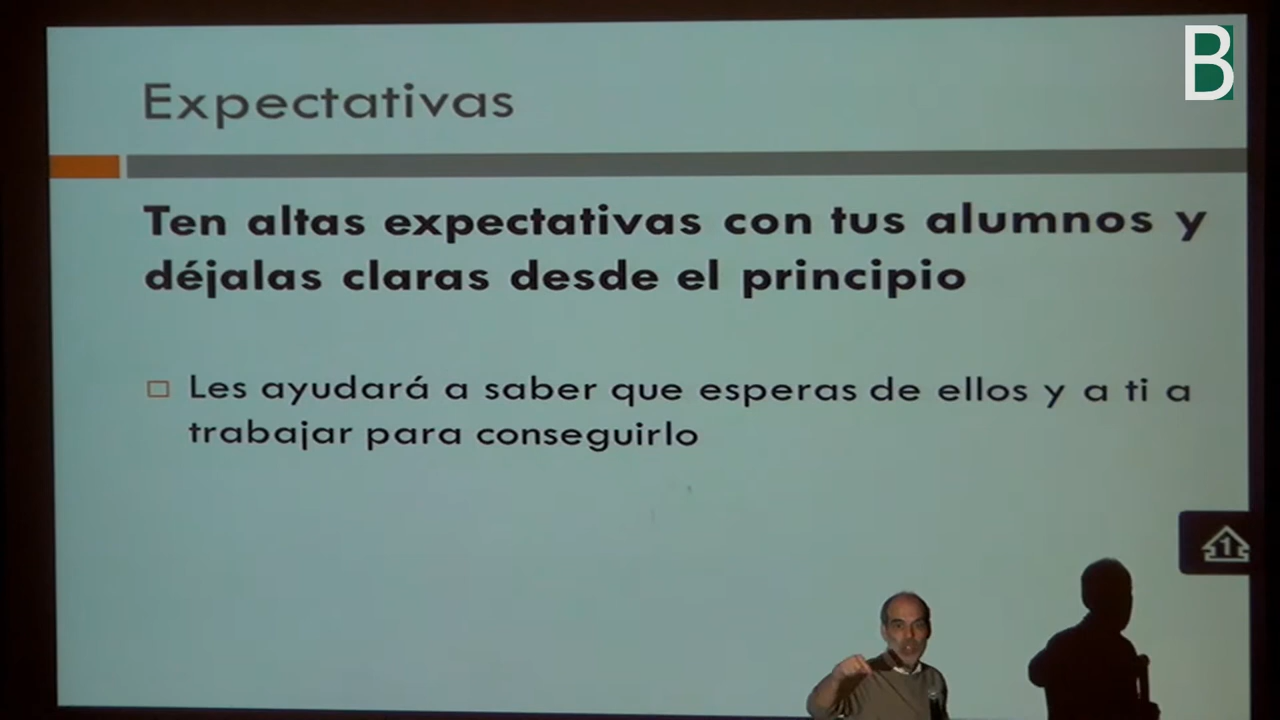 B
Expectativas
Ten altas expectativas con tus alumnos y
déjalas claras desde el principio
Les ayudará a saber que esperas de ellos y a ti a
trabajar para conseguirlo
1